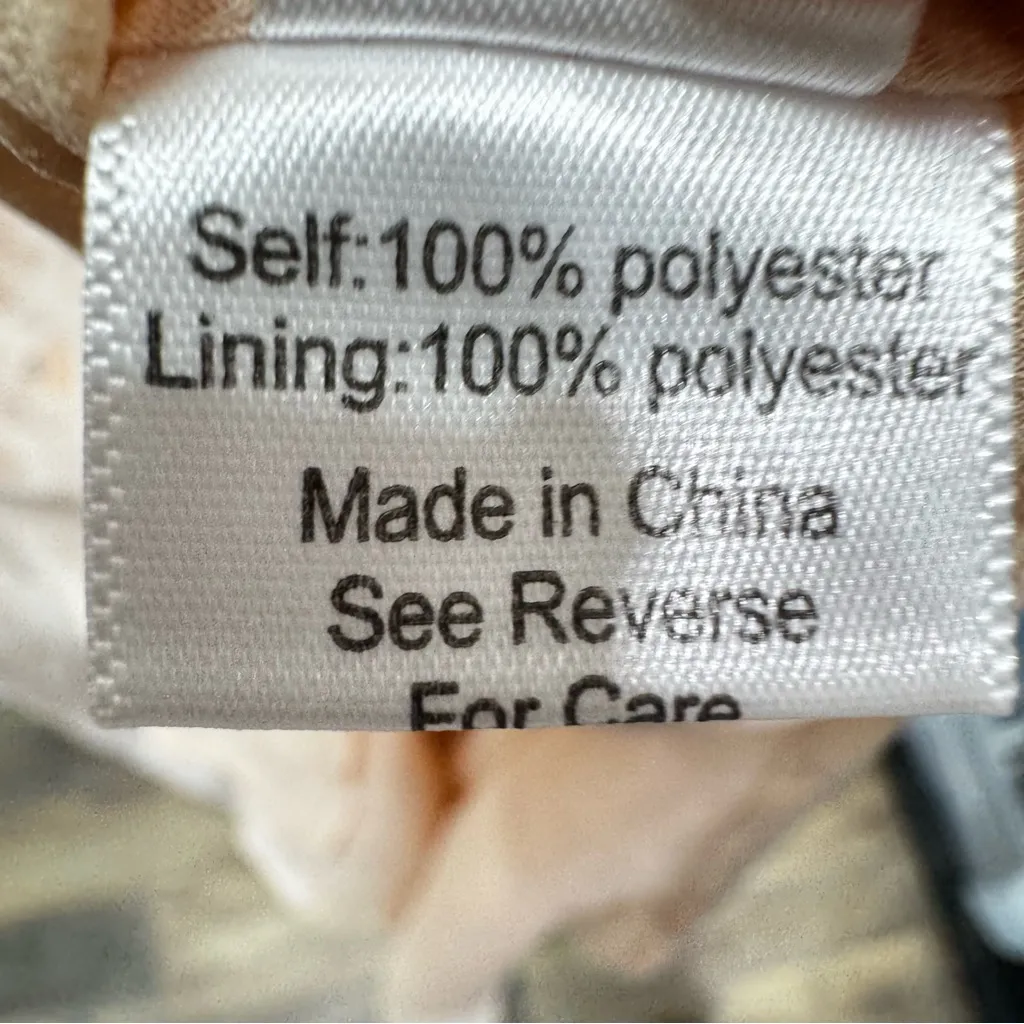 Self:100% polyester
Lining:100% polyester
Made in China
See Reverse
For Care